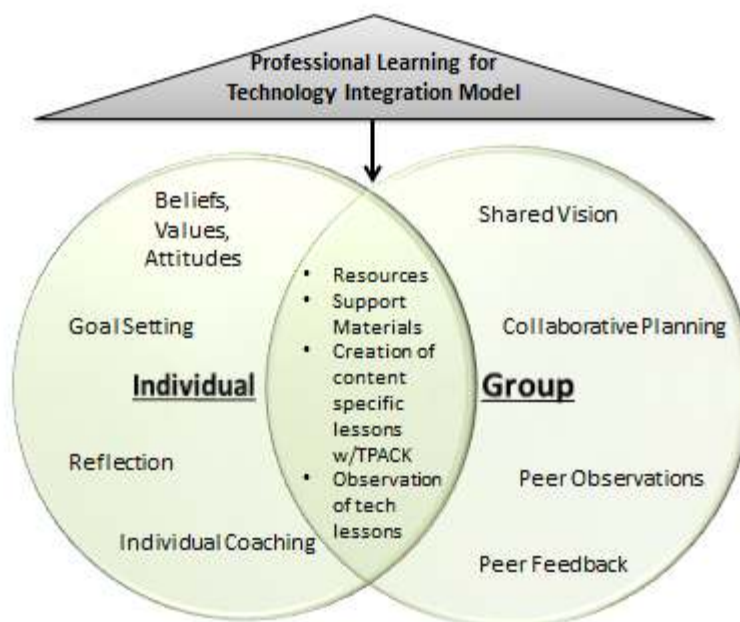 Professional Learning for
Technology Integration Model
Beliefs,
Values,
Attitudes
Goal Setting
Individual
Reflection
Individual Coaching
• Resources
• Support
Materials
• Creation of
content
specific
lessons
w/TPACK
• Observation
of tech
lessons
Shared Vision
Collaborative Planning
Group
Peer Observations
Peer Feedback